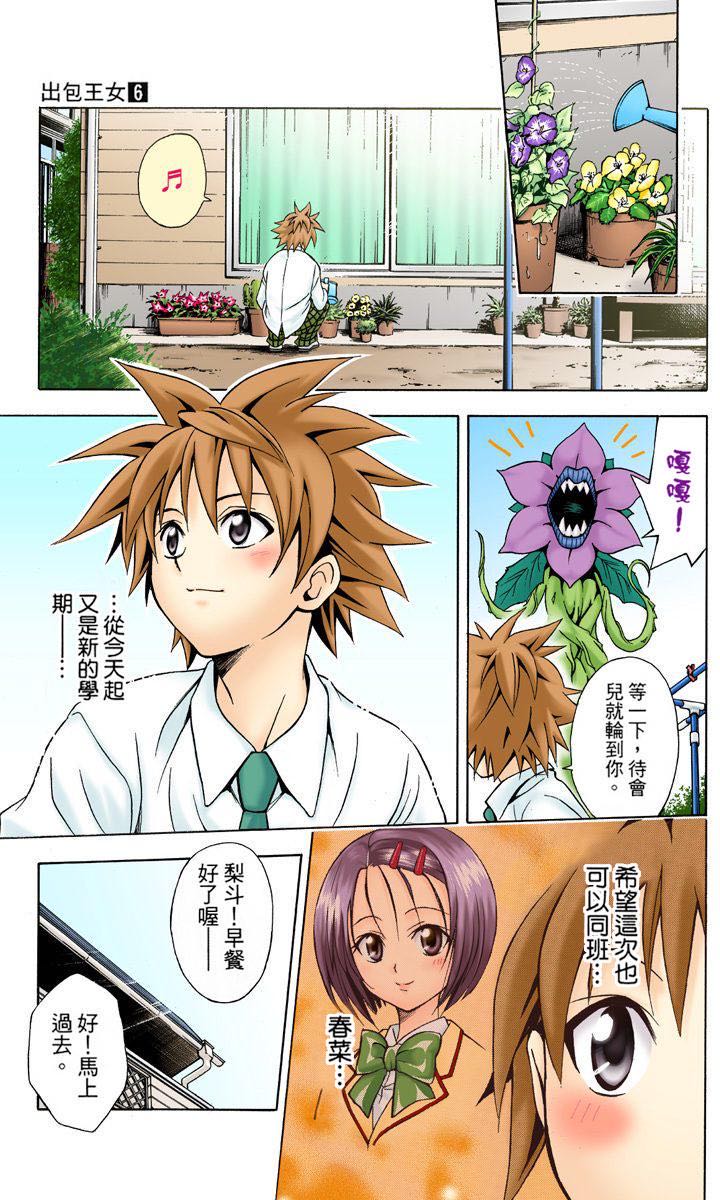 出包王女6
♬
嘎
嘎！
等一下，待會
兒就輪到你。
…從今天起
又是新的學
期——…
希望這次也
可以同班…
春菜…
梨斗！早餐
好了喔——
好！馬上
過去。